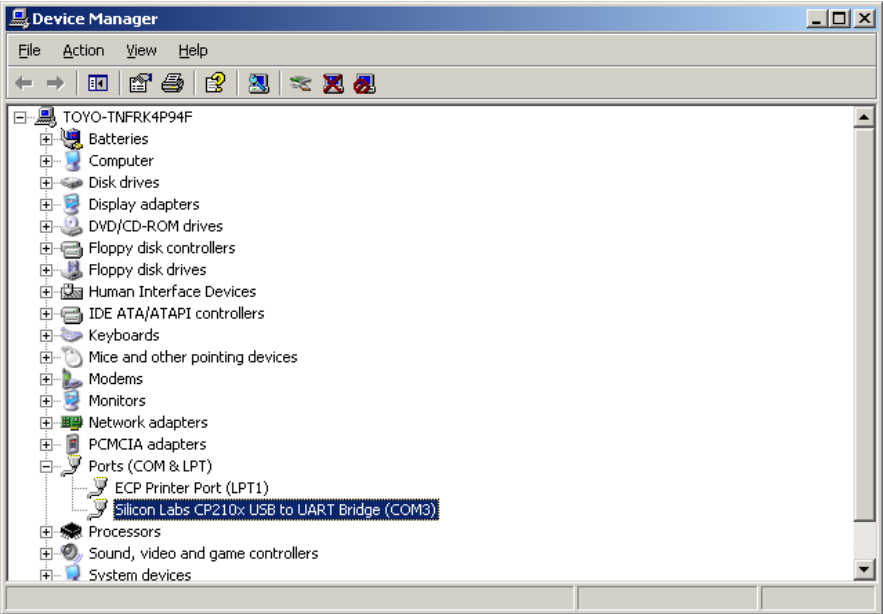 Device Manager
File Action View Help
TOYO-TNFRK4P94F
Batteries
Computer
Disk drives
Display adapters
DVD/CD-ROM drives
Floppy disk controllers
Floppy disk drives
Human Interface Devices
IDE ATA/ATAPI controllers
Keyboards
Mice and other pointing devices
Modems
Monitors
Network adapters
PCMCIA adapters
Ports (COM & LPT)
ECP Printer Port (LPT1)
Silicon Labs CP210x USB to UART Bridge (COM3)
Processors
Sound, video and game controllers
System devices